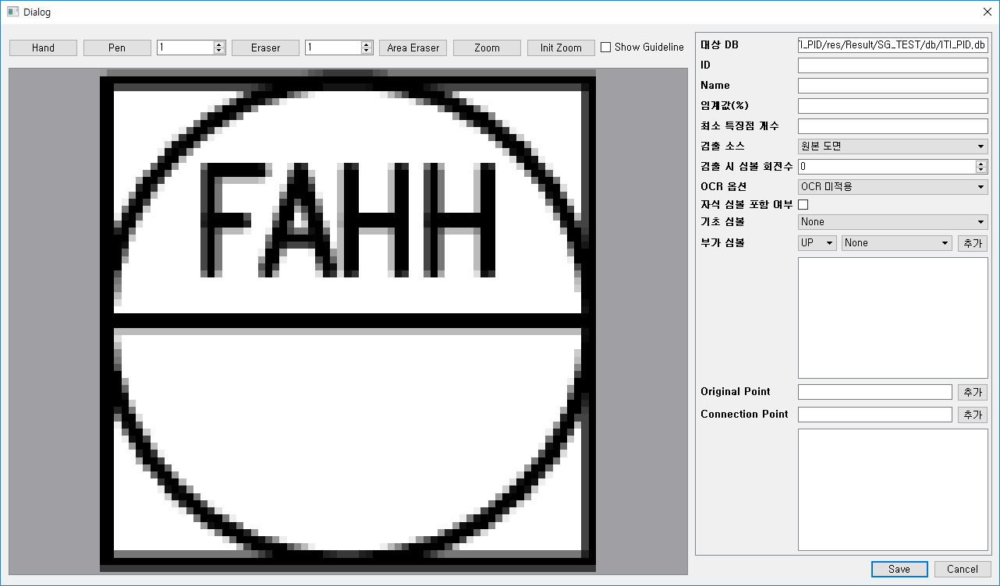 Dialog
Hand Pen 1 Eraser 1 Area Eraser Zoom Init Zoom Show Guideline
FAHH
대상 DB I_PID/res/Result/SG_TEST/db/ITI_PID.db
ID
Name
임계값(%)
최소 특징점 개수
검출 소스 원본 도면
검출 시 심볼 회전수 0
OCR 옵션 OCR 미적용
자식 심볼 포함 여부
기초 심볼 None
부가 심볼 UP None 추가
Original Point 추가
Connection Point 추가
Save Cancel